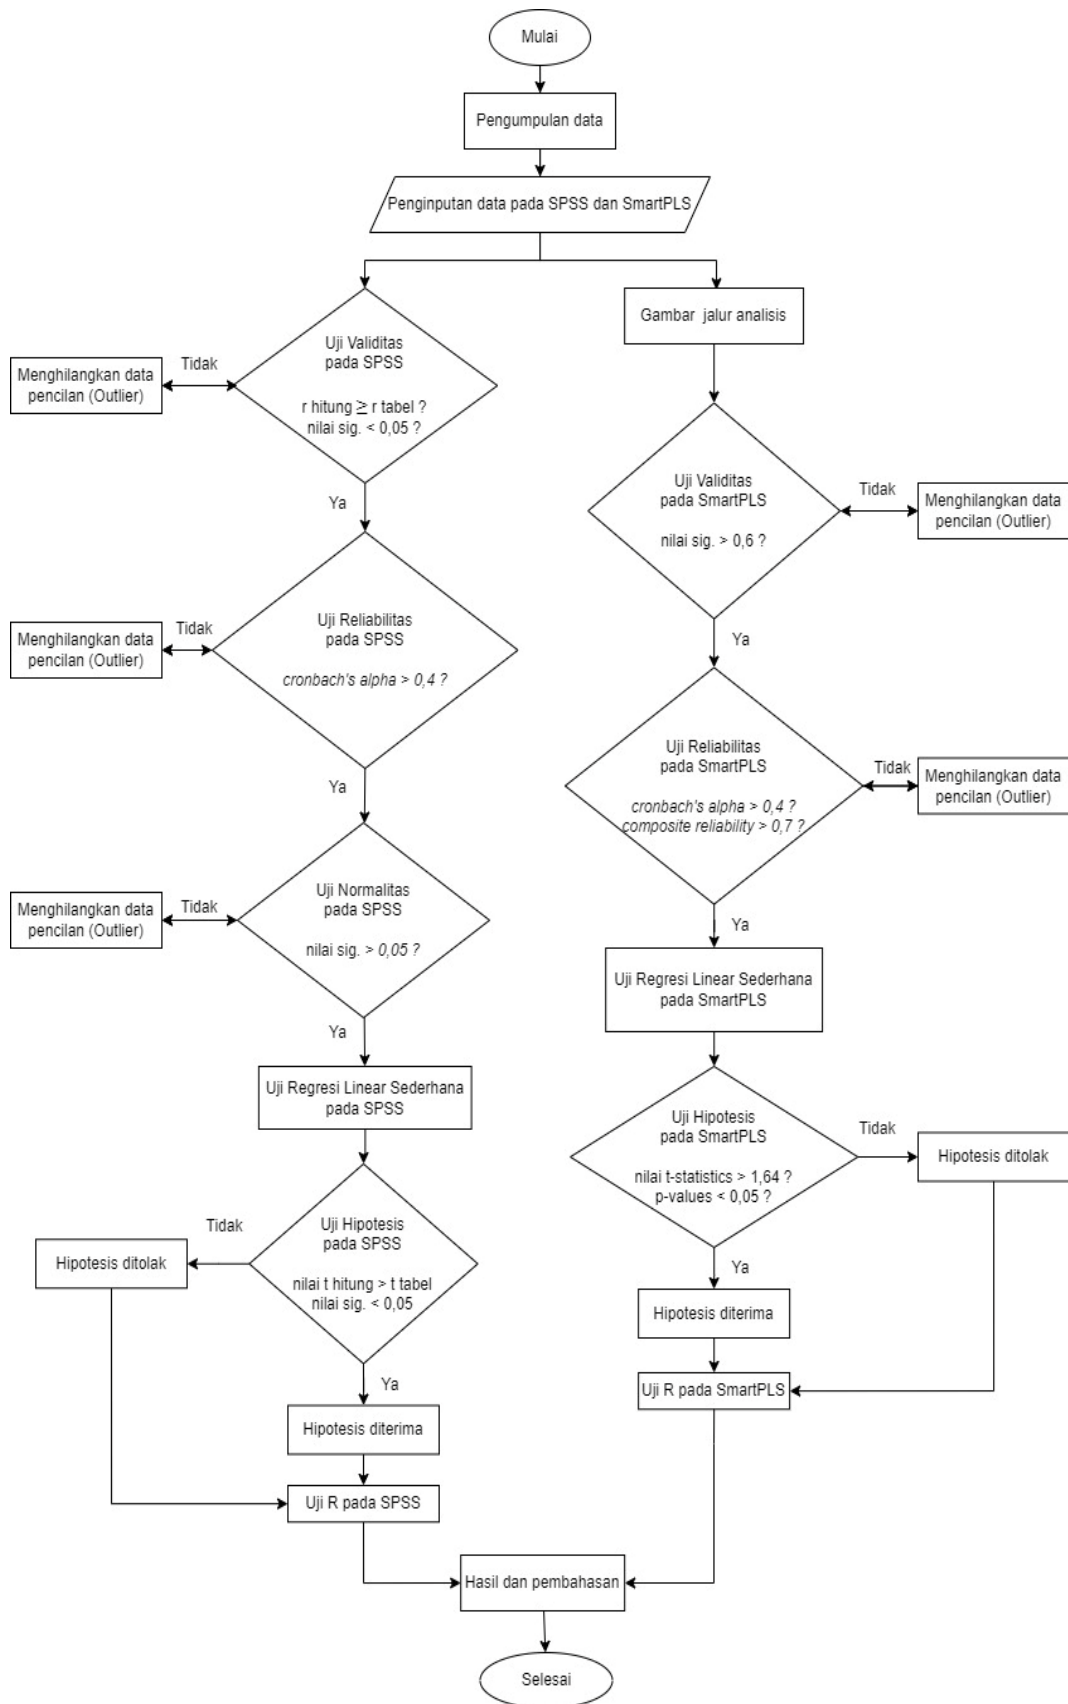 Mulai
Pengumpulan data
Penginputan data pada SPSS dan SmartPLS
Uji Validitas
pada SPSS
r hitung ≥ r tabel ?
nilai sig. < 0,05 ?
Tidak
Menghilangkan data
pencilan (Outlier)
Ya
Uji Reliabilitas
pada SPSS
cronbach's alpha > 0,4 ?
Tidak
Menghilangkan data
pencilan (Outlier)
Ya
Uji Normalitas
pada SPSS
nilai sig. > 0,05 ?
Tidak
Menghilangkan data
pencilan (Outlier)
Ya
Uji Regresi Linear Sederhana
pada SPSS
Uji Hipotesis
pada SPSS
nilai t hitung > t tabel
nilai sig. < 0,05
Tidak
Hipotesis ditolak
Ya
Hipotesis diterima
Uji R pada SPSS
Gambar jalur analisis
Uji Validitas
pada SmartPLS
nilai sig. > 0,6 ?
Tidak
Menghilangkan data
pencilan (Outlier)
Ya
Uji Reliabilitas
pada SmartPLS
cronbach's alpha > 0,4 ?
composite reliability > 0,7 ?
Tidak
Menghilangkan data
pencilan (Outlier)
Ya
Uji Regresi Linear Sederhana
pada SmartPLS
Uji Hipotesis
pada SmartPLS
nilai t-statistics > 1,64 ?
p-values < 0,05 ?
Tidak
Hipotesis ditolak
Ya
Hipotesis diterima
Uji R pada SmartPLS
Hasil dan pembahasan
Selesai